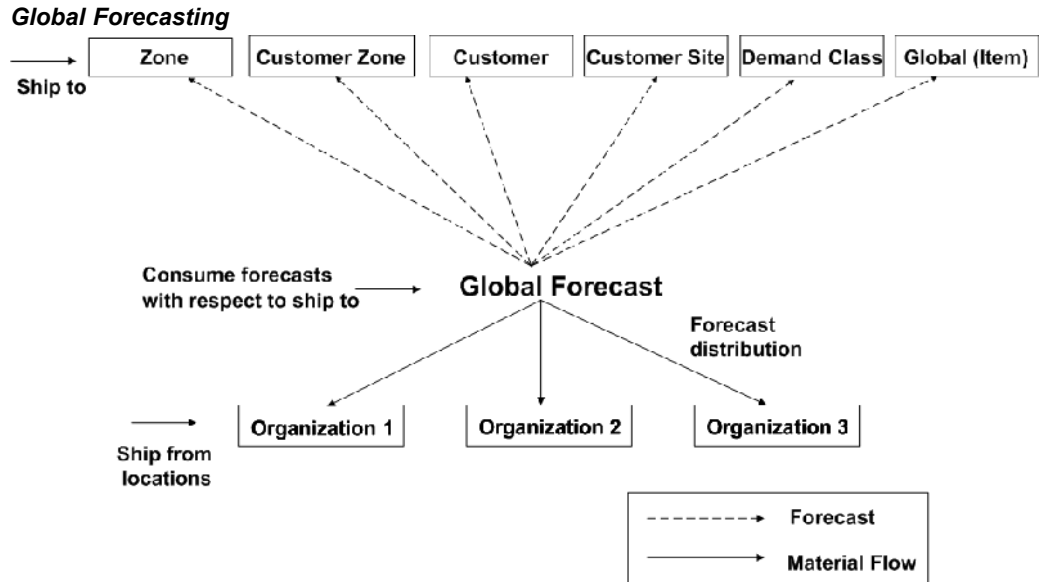 Global Forecasting
Zone
Customer Zone
Customer
Customer Site
Demand Class
Global (Item)
Ship to
Consume forecasts
with respect to ship to
Global Forecast
Forecast
distribution
Organization 1
Organization 2
Organization 3
Ship from
locations
Forecast
Material Flow